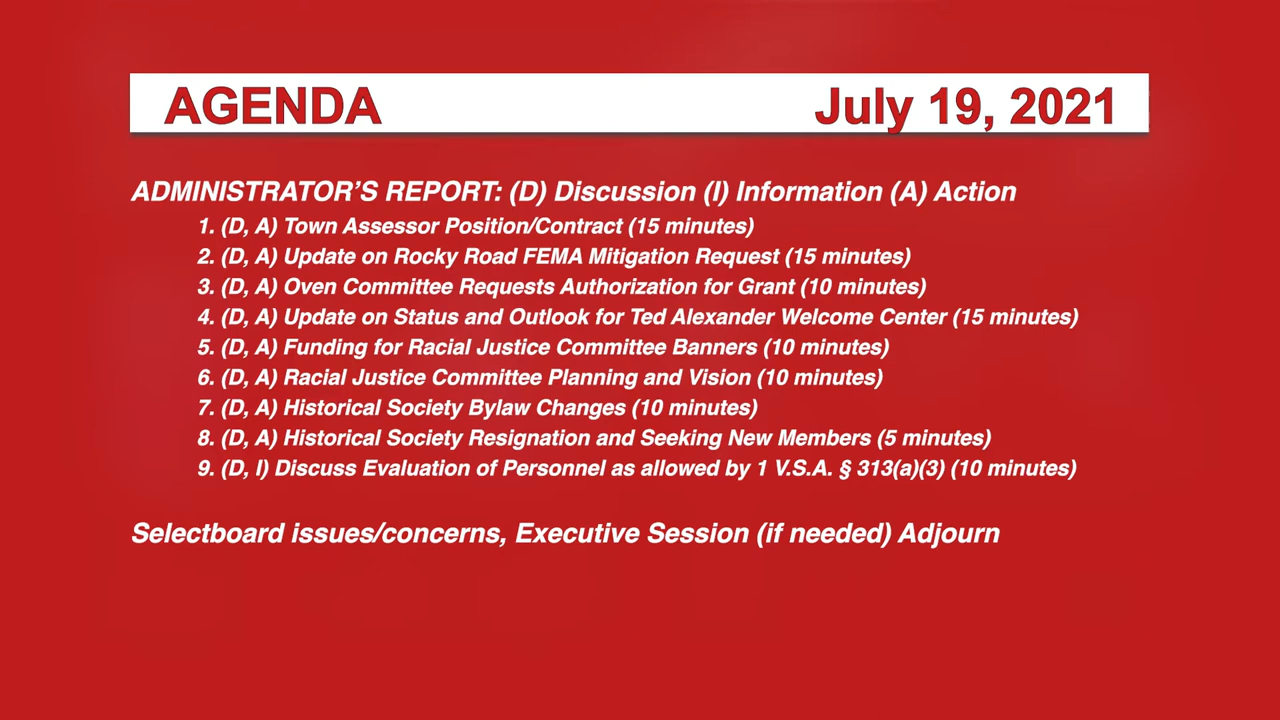 AGENDA July 19, 2021
ADMINISTRATOR'S REPORT: (D) Discussion (I) Information (A) Action
1. (D, A) Town Assessor Position/Contract (15 minutes)
2. (D, A) Update on Rocky Road FEMA Mitigation Request (15 minutes)
3. (D, A) Oven Committee Requests Authorization for Grant (10 minutes)
4. (D, A) Update on Status and Outlook for Ted Alexander Welcome Center (15 minutes)
5. (D, A) Funding for Racial Justice Committee Banners (10 minutes)
6. (D, A) Racial Justice Committee Planning and Vision (10 minutes)
7. (D, A) Historical Society Bylaw Changes (10 minutes)
8. (D, A) Historical Society Resignation and Seeking New Members (5 minutes)
9. (D, I) Discuss Evaluation of Personnel as allowed by 1 V.S.A. § 313(a)(3) (10 minutes)
Selectboard issues/concerns, Executive Session (if needed) Adjourn